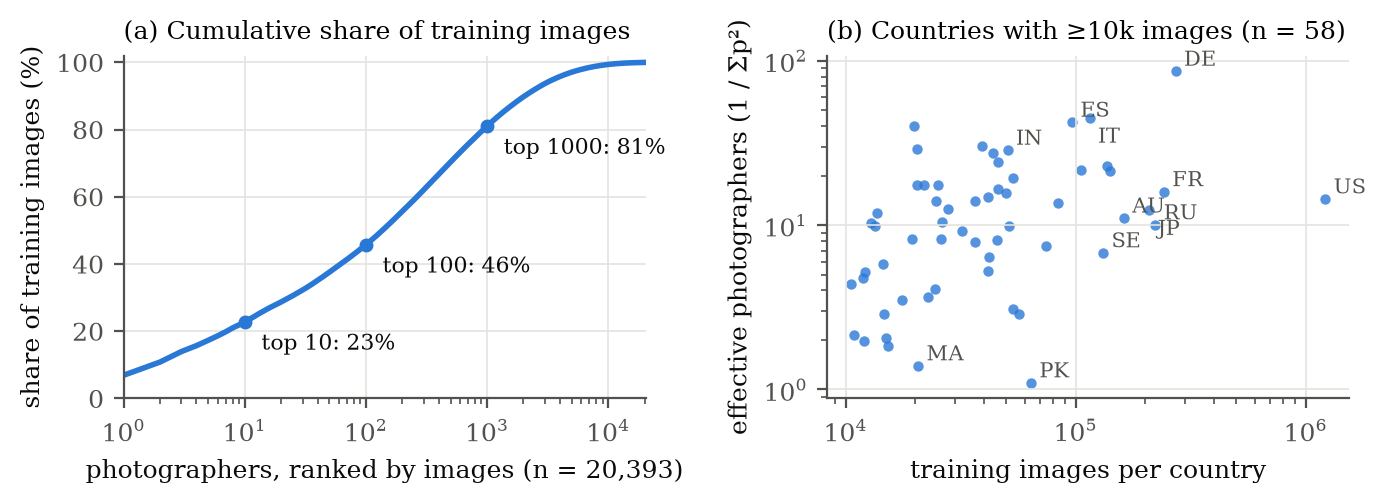 (a) Cumulative share of training images
share of training images (%)
100
80
60
40
20
0
top 1000: 81%
top 100: 46%
top 10: 23%
10⁰ 10¹ 10² 10³ 10⁴
photographers, ranked by images (n = 20,393)
(b) Countries with ≥10k images (n = 58)
effective photographers (1 / Σp²)
10²
10¹
10⁰
DE
ES
IT
IN
FR
US
AU
RU
JP
SE
MA
PK
10⁴ 10⁵ 10⁶
training images per country